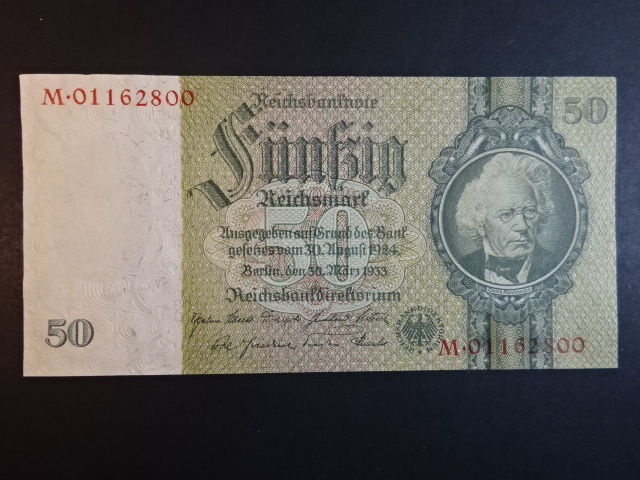 M·01162800
Reichsbanknote
50
Fünfzig
Reichsmark
50
Ausgegeben auf Grund des Bank
gesetzes vom 30. August 1924.
Berlin, den 30. März 1933
Reichsbankdirektorium
50
M·01162800